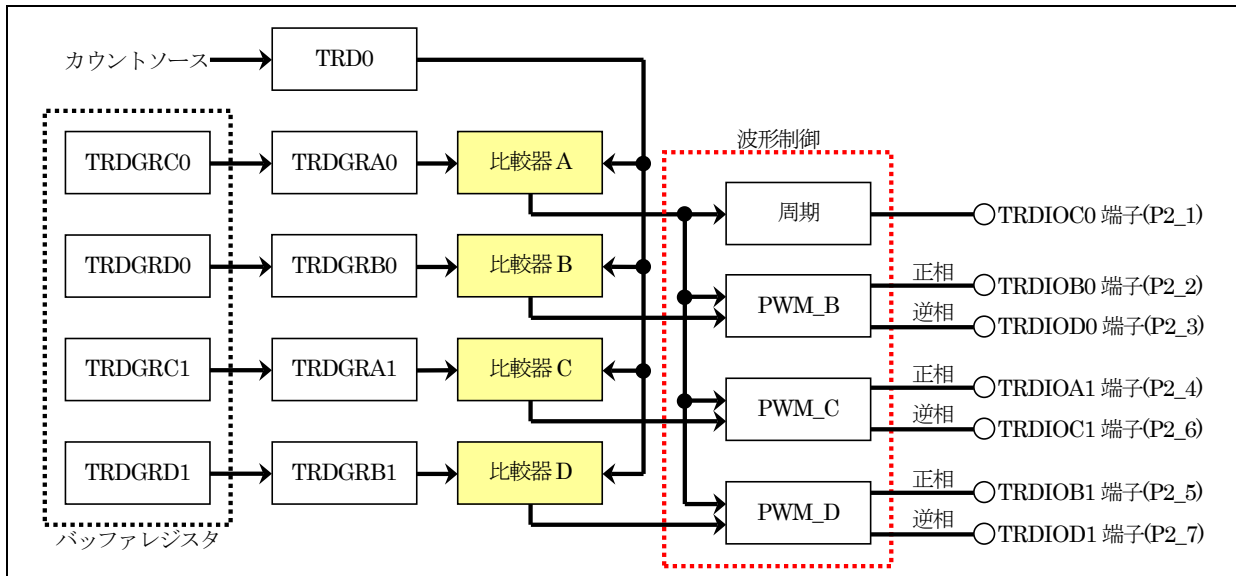 カウントソース
TRD0
波形制御
TRDGRC0
TRDGRA0
比較器 A
周期
TRDIOC0 端子(P2_1)
TRDGRD0
TRDGRB0
比較器 B
PWM_B
正相
TRDIOB0 端子(P2_2)
逆相
TRDIOD0 端子(P2_3)
TRDGRC1
TRDGRA1
比較器 C
PWM_C
正相
TRDIOA1 端子(P2_4)
逆相
TRDIOC1 端子(P2_6)
TRDGRD1
TRDGRB1
比較器 D
PWM_D
正相
TRDIOB1 端子(P2_5)
逆相
TRDIOD1 端子(P2_7)
バッファレジスタ